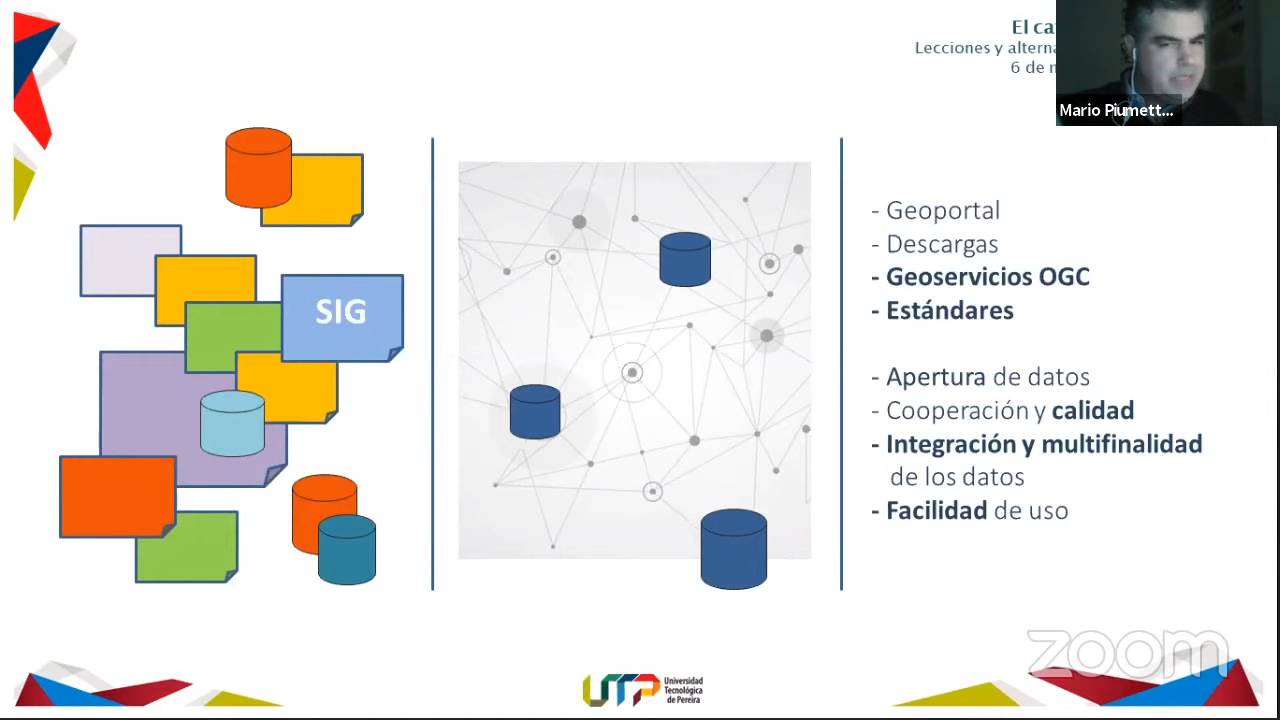 El ca
Lecciones y altern
6 de
Mario Piumett...
SIG
- Geoportal
- Descargas
- Geoservicios OGC
- Estándares
- Apertura de datos
- Cooperación y calidad
- Integración y multifinalidad
de los datos
- Facilidad de uso
zoom
UTP
Universidad
Tecnológica
de Pereira